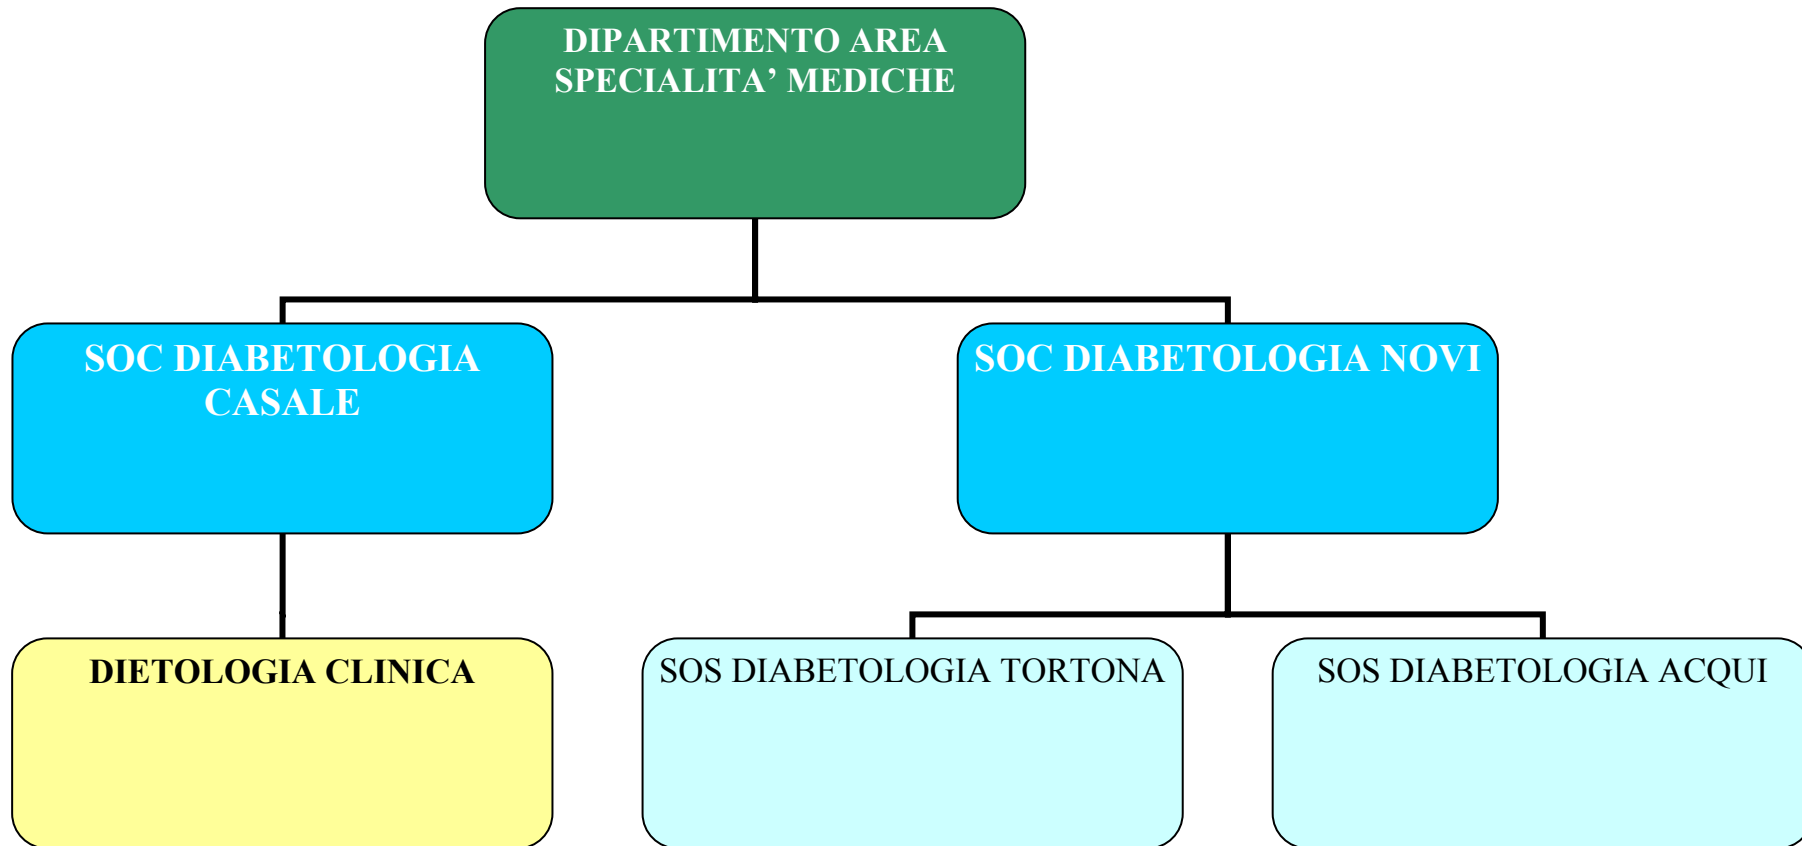 DIPARTIMENTO AREA
SPECIALITA’ MEDICHE
SOC DIABETOLOGIA
CASALE
SOC DIABETOLOGIA NOVI
DIETOLOGIA CLINICA
SOS DIABETOLOGIA TORTONA
SOS DIABETOLOGIA ACQUI